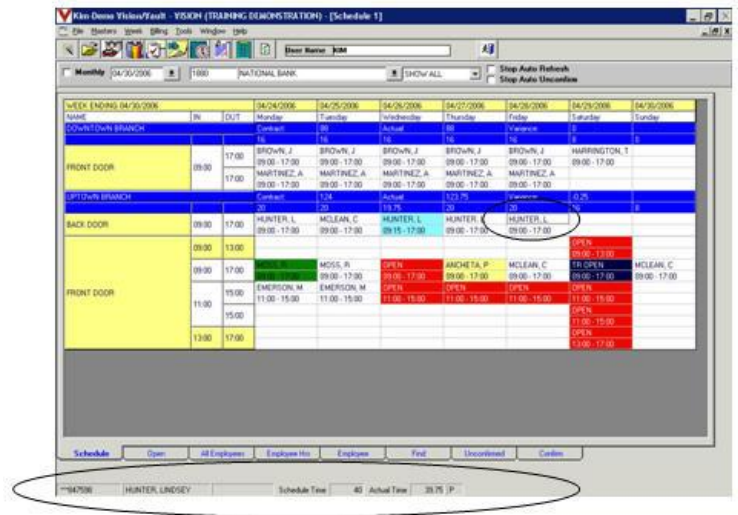 Kim-Demo Vision/Vault - VISION (TRAINING DEMONSTRATION) - [Schedule 1]
File Masters Week Billing Tools Window Help
User Name KIM
Stop Auto Refresh
Monthly 04/30/2006 1000 NATIONAL BANK SHOW ALL
Stop Auto Unconfirm
WEEK ENDING 04/30/2006 04/24/2006 04/25/2006 04/26/2006 04/27/2006 04/28/2006 04/29/2006 04/30/2006
NAME IN OUT Monday Tuesday Wednesday Thursday Friday Saturday Sunday
DOWNTOWN BRANCH Contract 88 Actual 88 Variance 0
16 16 16 16 16 8 0
FRONT DOOR 09:00 17:00 BROWN, J BROWN, J BROWN, J BROWN, J BROWN, J HARRINGTON, T
09:00 - 17:00 09:00 - 17:00 09:00 - 17:00 09:00 - 17:00 09:00 - 17:00 09:00 - 17:00
17:00 MARTINEZ, A MARTINEZ, A MARTINEZ, A MARTINEZ, A MARTINEZ, A
09:00 - 17:00 09:00 - 17:00 09:00 - 17:00 09:00 - 17:00 09:00 - 17:00
UPTOWN BRANCH Contract 124 Actual 123.75 Variance -0.25
20 20 19.75 20 20 16 8
BACK DOOR 09:00 17:00 HUNTER, L MCLEAN, C HUNTER, L HUNTER, L HUNTER, L
09:00 - 17:00 09:00 - 17:00 09:15 - 17:00 09:00 - 17:00 09:00 - 17:00
FRONT DOOR 09:00 13:00 OPEN
09:00 - 13:00
09:00 17:00 MOSS, R MOSS, R OPEN ANCHETA, P MCLEAN, C TR OPEN MCLEAN, C
09:00 - 17:00 09:00 - 17:00 09:00 - 17:00 09:00 - 17:00 09:00 - 17:00 09:00 - 17:00 09:00 - 17:00
11:00 15:00 EMERSON, M EMERSON, M OPEN OPEN OPEN OPEN
11:00 - 15:00 11:00 - 15:00 11:00 - 15:00 11:00 - 15:00 11:00 - 15:00 11:00 - 15:00
15:00 OPEN
11:00 - 15:00
13:00 17:00 OPEN
13:00 - 17:00
Schedule Open All Employees Employee Hrs Employee Find Unconfirmed Confirm
HUNTER, LINDSEY Schedule Time 40 Actual Time 39.75 P